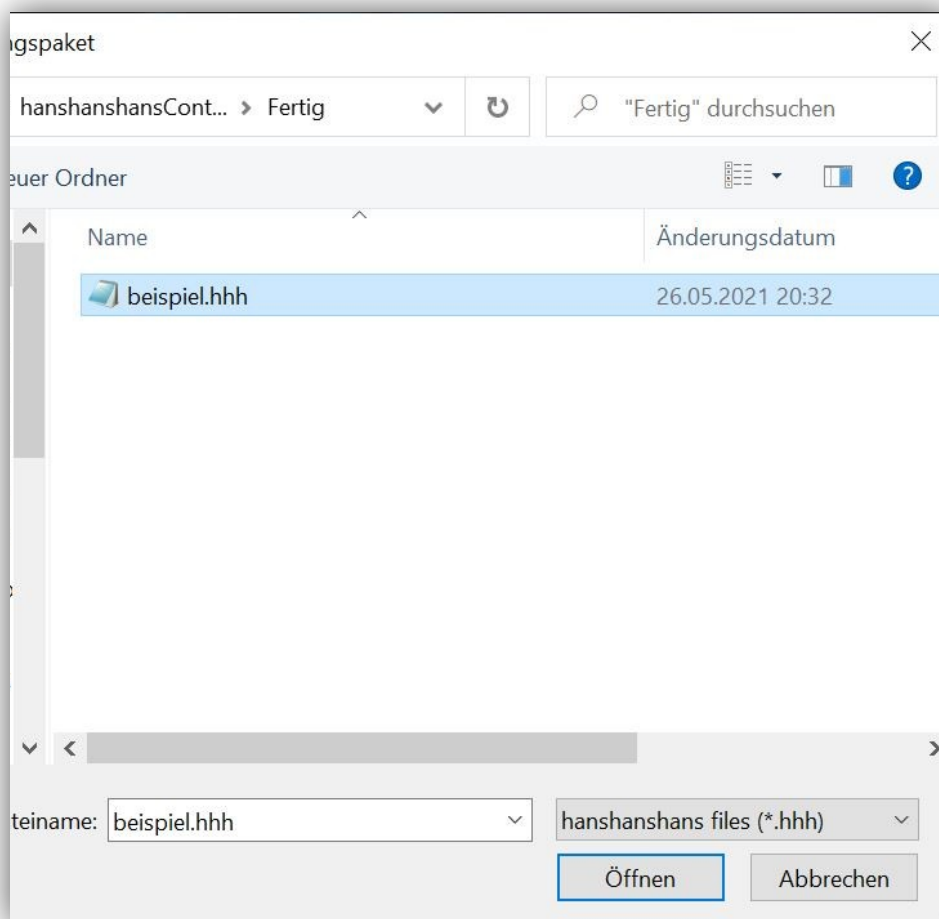 ngspaket
hanshanshansCont... > Fertig
"Fertig" durchsuchen
euer Ordner
Name
Änderungsdatum
beispiel.hhh
26.05.2021 20:32
teiname:
beispiel.hhh
hanshanshans files (*.hhh)
Öffnen
Abbrechen